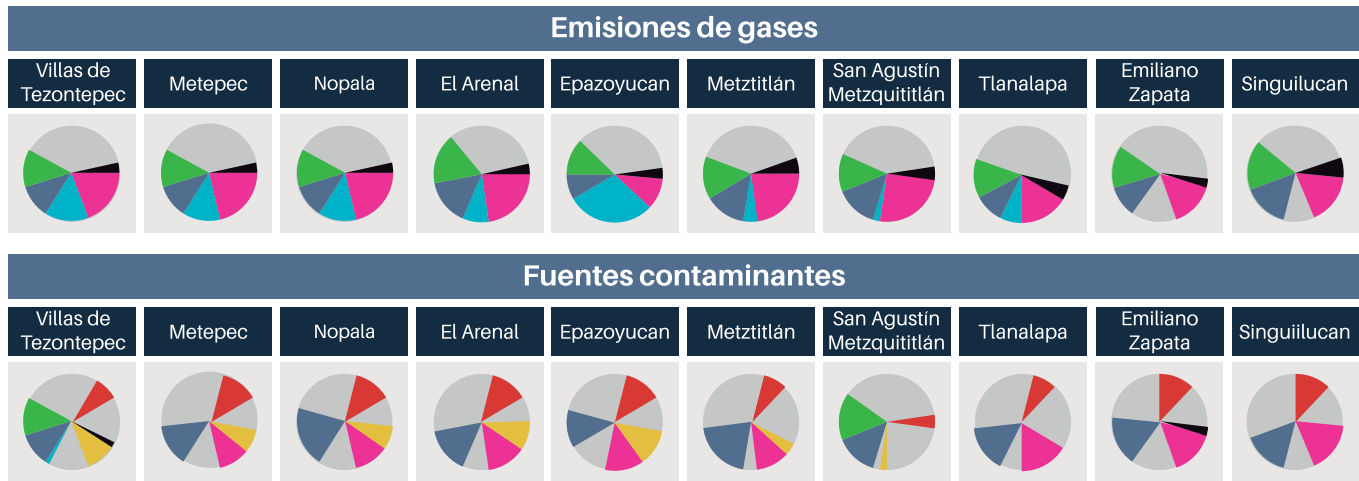 Emisiones de gases
Villas de
Tezontepec
Metepec
Nopala
El Arenal
Epazoyucan
Metztitlán
San Agustín
Metzquititlán
Tlanalapa
Emiliano
Zapata
Singuilucan
Fuentes contaminantes
Villas de
Tezontepec
Metepec
Nopala
El Arenal
Epazoyucan
Metztitlán
San Agustín
Metzquititlán
Tlanalapa
Emiliano
Zapata
Singuiilucan